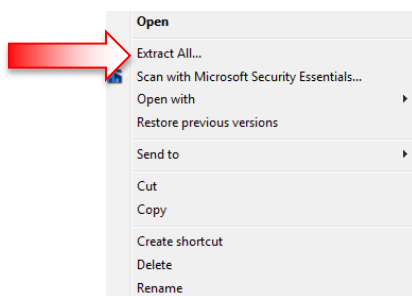 Open
Extract All...
Scan with Microsoft Security Essentials...
Open with
Restore previous versions
Send to
Cut
Copy
Create shortcut
Delete
Rename